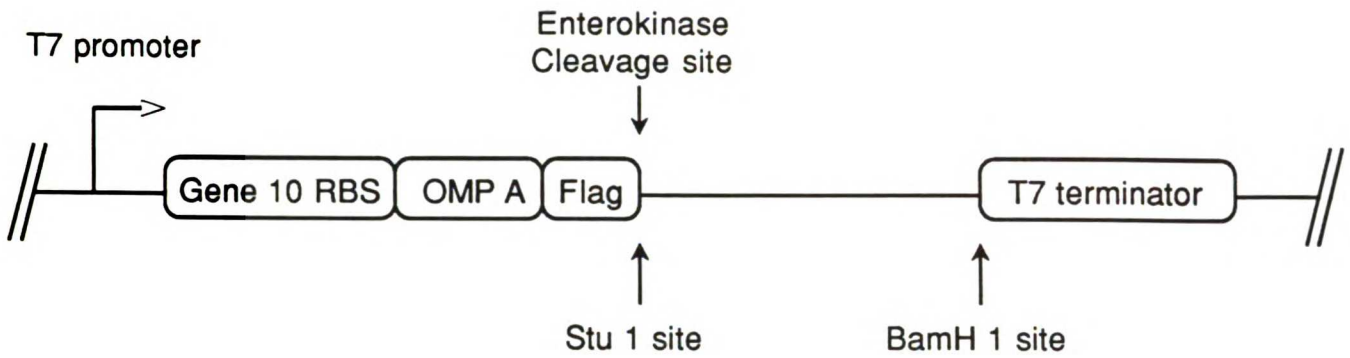 Enterokinase
Cleavage site
T7 promoter
Gene 10 RBS
OMP A
Flag
T7 terminator
Stu 1 site
BamH 1 site